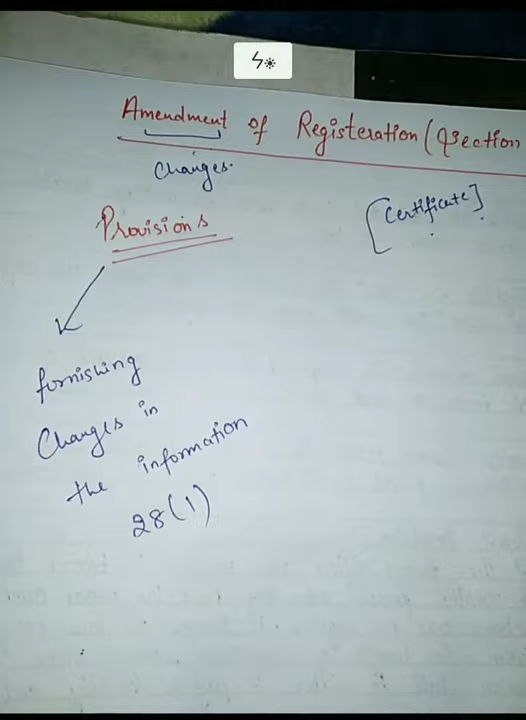 Amendment of Registeration (Section
Changes.
[Certificate]
Provisions
furnishing
Changes in
the information
28(1)